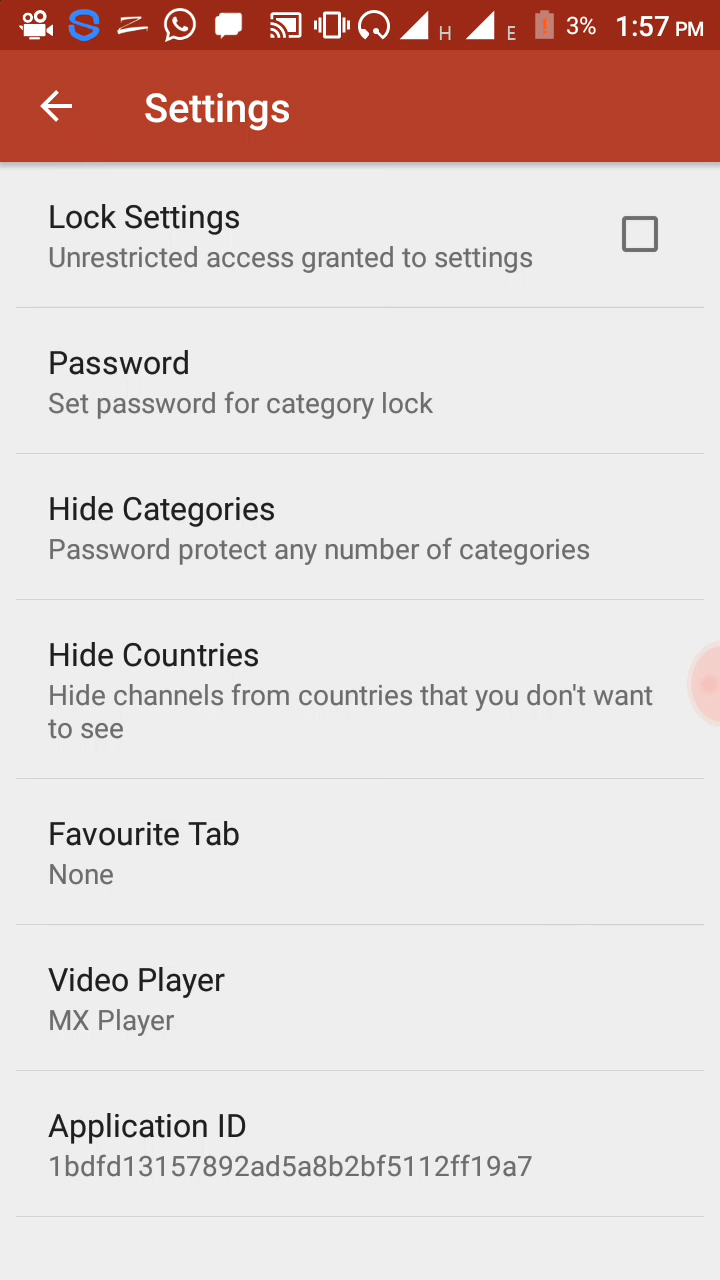 H E 3% 1:57 PM
Settings
Lock Settings
Unrestricted access granted to settings
Password
Set password for category lock
Hide Categories
Password protect any number of categories
Hide Countries
Hide channels from countries that you don't want
to see
Favourite Tab
None
Video Player
MX Player
Application ID
1bdfd13157892ad5a8b2bf5112ff19a7